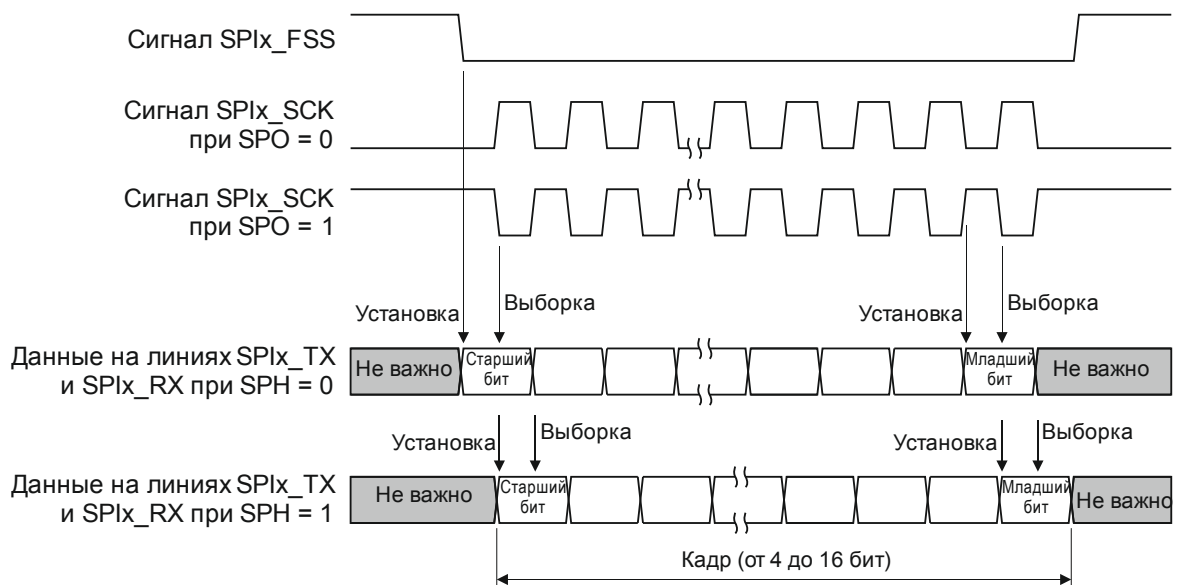 Сигнал SPIx_FSS
Сигнал SPIx_SCK
при SPO = 0
Сигнал SPIx_SCK
при SPO = 1
Установка
Выборка
Установка
Выборка
Данные на линиях SPIx_TX
и SPIx_RX при SPH = 0
Не важно
Старший
бит
Младший
бит
Не важно
Установка
Выборка
Установка
Выборка
Данные на линиях SPIx_TX
и SPIx_RX при SPH = 1
Не важно
Старший
бит
Младший
бит
Не важно
Кадр (от 4 до 16 бит)